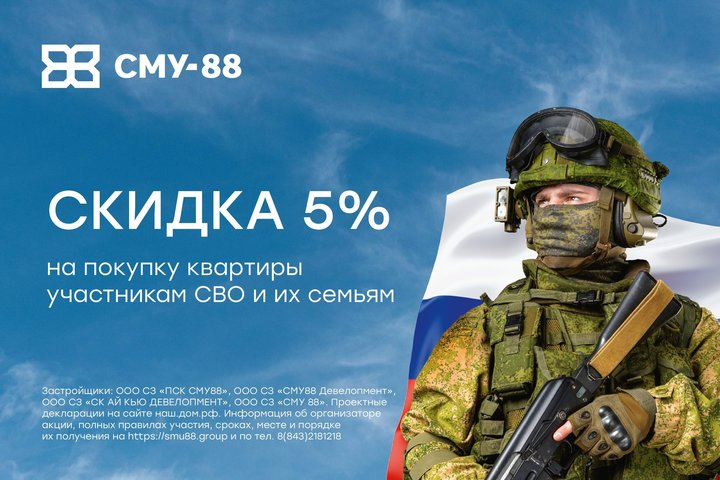 СМУ-88
СКИДКА 5%
на покупку квартиры
участникам СВО и их семьям
Застройщики: ООО СЗ «ПСК СМУ88», ООО СЗ «СМУ88 Девелопмент»,
ООО СЗ «СК АЙ КЬЮ ДЕВЕЛОПМЕНТ», ООО СЗ «СМУ 88». Проектные
декларации на сайте наш.дом.рф. Информация об организаторе
акции, полных правилах участия, сроках, месте и порядке
их получения на https://smu88.group и по тел. 8(843)2181218